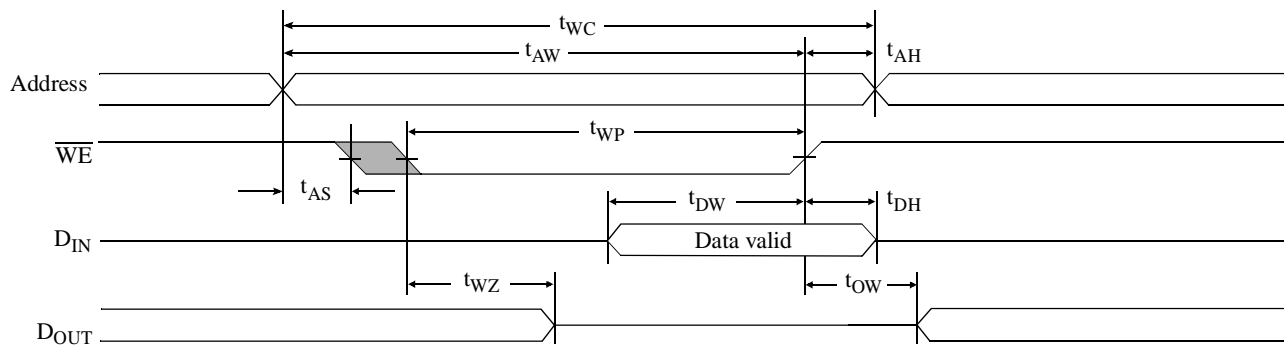 tWC
tAW
tAH
Address
tWP
WE
tAS
tDW
tDH
DIN
Data valid
tWZ
tOW
DOUT